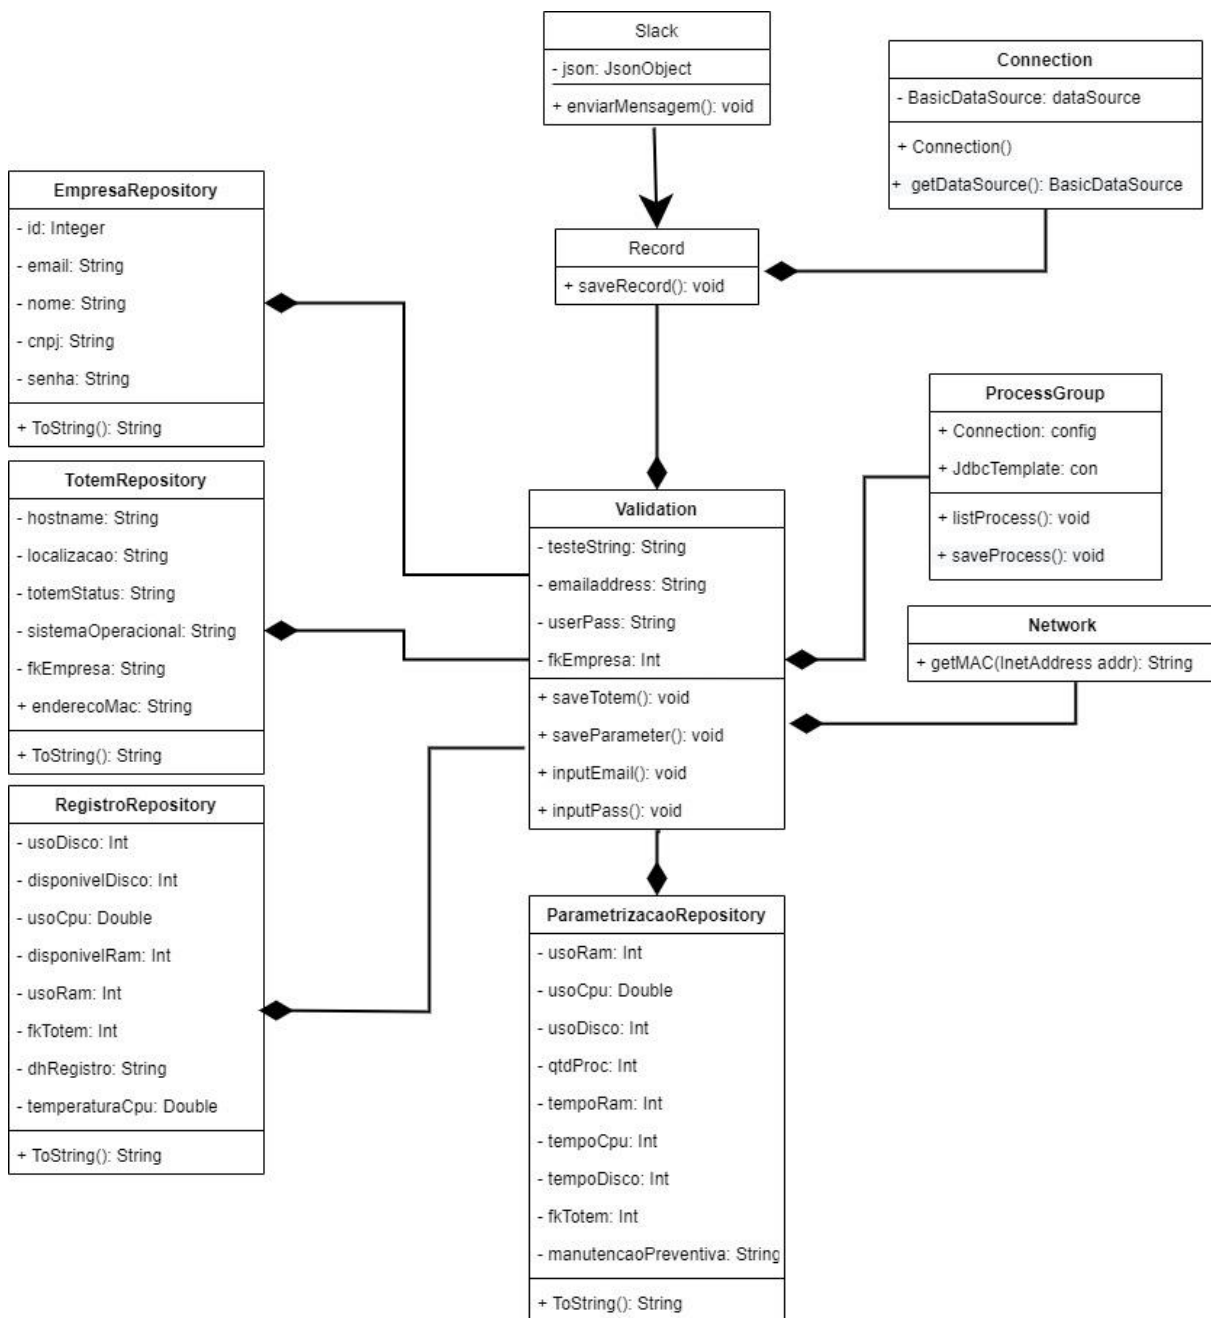 Slack
- json: JsonObject
+ enviarMensagem(): void
Connection
- BasicDataSource: dataSource
+ Connection()
+ getDataSource(): BasicDataSource
EmpresaRepository
- id: Integer
- email: String
- nome: String
- cnpj: String
- senha: String
+ ToString(): String
Record
+ saveRecord(): void
ProcessGroup
+ Connection: config
+ JdbcTemplate: con
+ listProcess(): void
+ saveProcess(): void
TotemRepository
- hostname: String
- localizacao: String
- totemStatus: String
- sistemaOperacional: String
- fkEmpresa: String
+ enderecoMac: String
+ ToString(): String
Validation
- testeString: String
- emailaddress: String
- userPass: String
- fkEmpresa: Int
+ saveTotem(): void
+ saveParameter(): void
+ inputEmail(): void
+ inputPass(): void
Network
+ getMAC(InetAddress addr): String
RegistroRepository
- usoDisco: Int
- disponivelDisco: Int
- usoCpu: Double
- disponivelRam: Int
- usoRam: Int
- fkTotem: Int
- dhRegistro: String
- temperaturaCpu: Double
+ ToString(): String
ParametrizacaoRepository
- usoRam: Int
- usoCpu: Double
- usoDisco: Int
- qtdProc: Int
- tempoRam: Int
- tempoCpu: Int
- tempoDisco: Int
- fkTotem: Int
- manutencaoPreventiva: String
+ ToString(): String